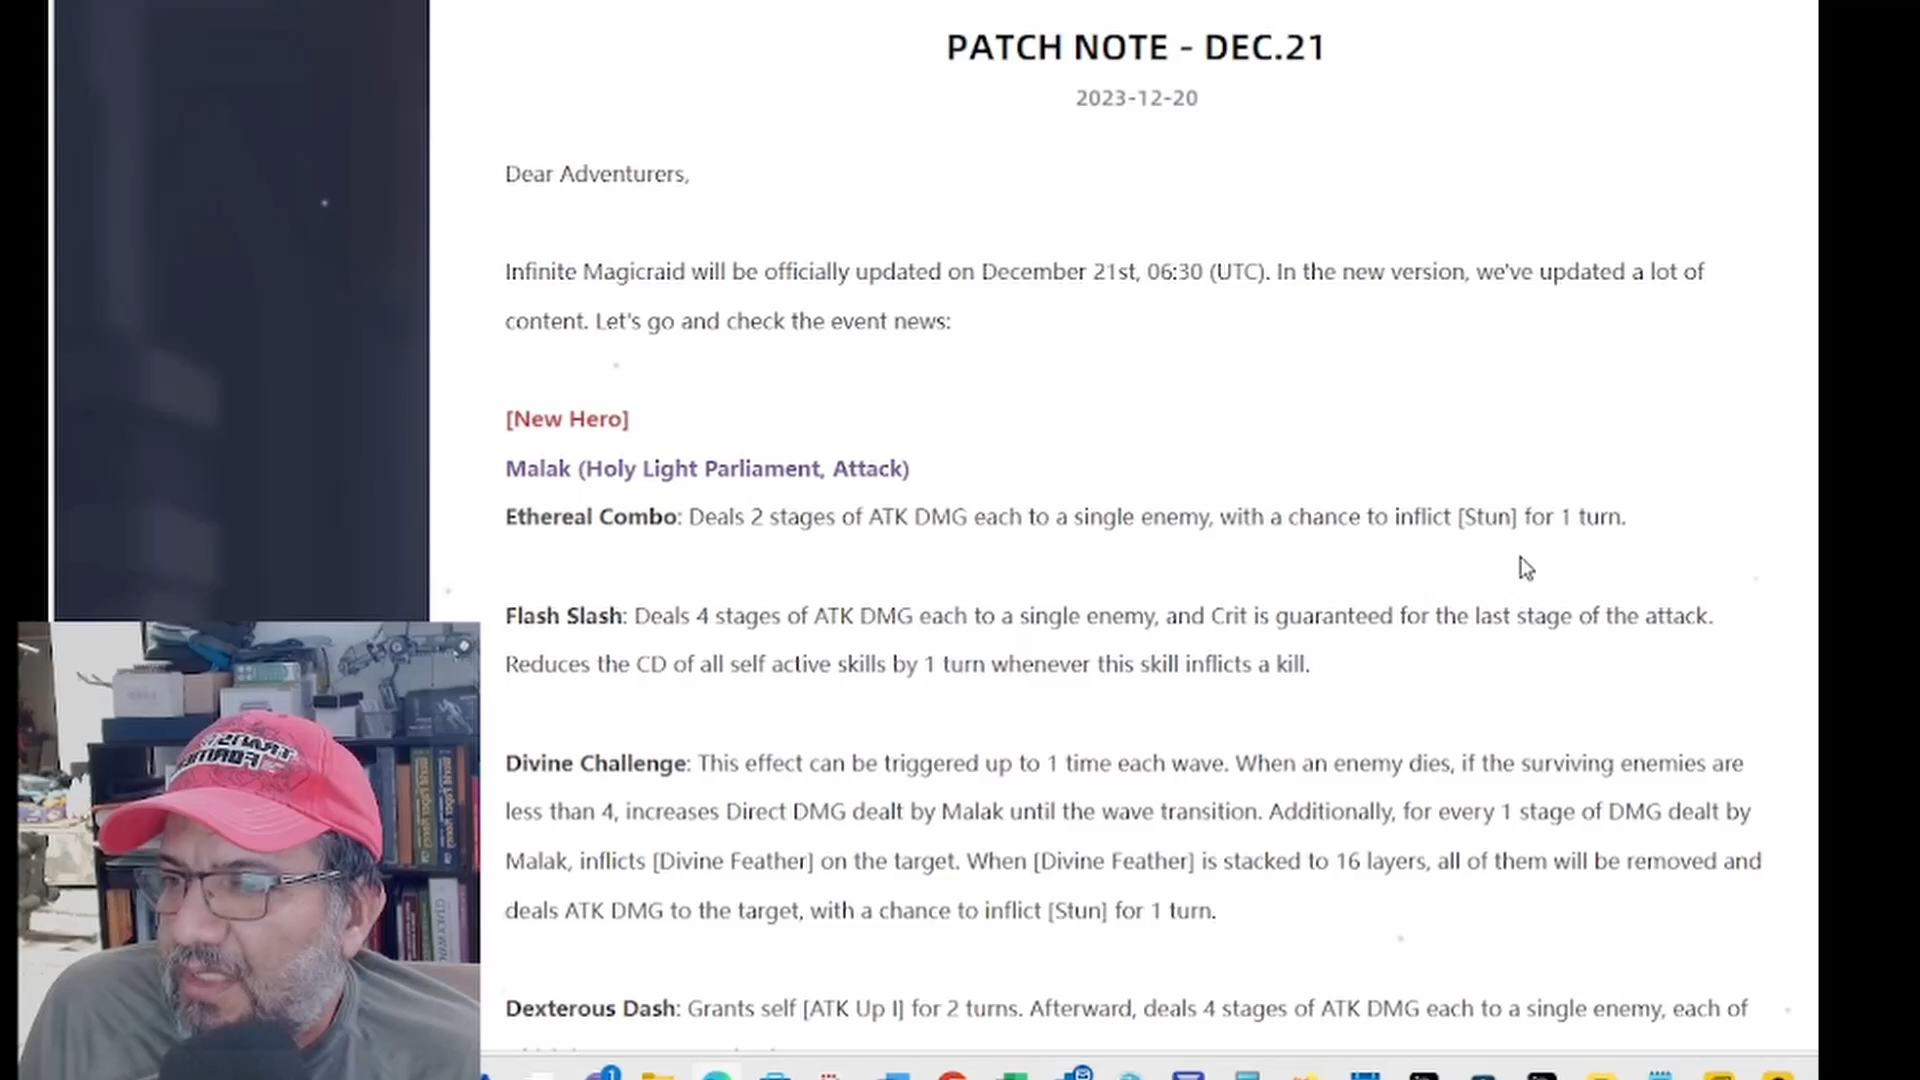 PATCH NOTE - DEC.21
2023-12-20
Dear Adventurers,
Infinite Magicraid will be officially updated on December 21st, 06:30 (UTC). In the new version, we've updated a lot of
content. Let's go and check the event news:
[New Hero]
Malak (Holy Light Parliament, Attack)
Ethereal Combo: Deals 2 stages of ATK DMG each to a single enemy, with a chance to inflict [Stun] for 1 turn.
Flash Slash: Deals 4 stages of ATK DMG each to a single enemy, and Crit is guaranteed for the last stage of the attack.
Reduces the CD of all self active skills by 1 turn whenever this skill inflicts a kill.
Divine Challenge: This effect can be triggered up to 1 time each wave. When an enemy dies, if the surviving enemies are
less than 4, increases Direct DMG dealt by Malak until the wave transition. Additionally, for every 1 stage of DMG dealt by
Malak, inflicts [Divine Feather] on the target. When [Divine Feather] is stacked to 16 layers, all of them will be removed and
deals ATK DMG to the target, with a chance to inflict [Stun] for 1 turn.
Dexterous Dash: Grants self [ATK Up I] for 2 turns. Afterward, deals 4 stages of ATK DMG each to a single enemy, each of
1